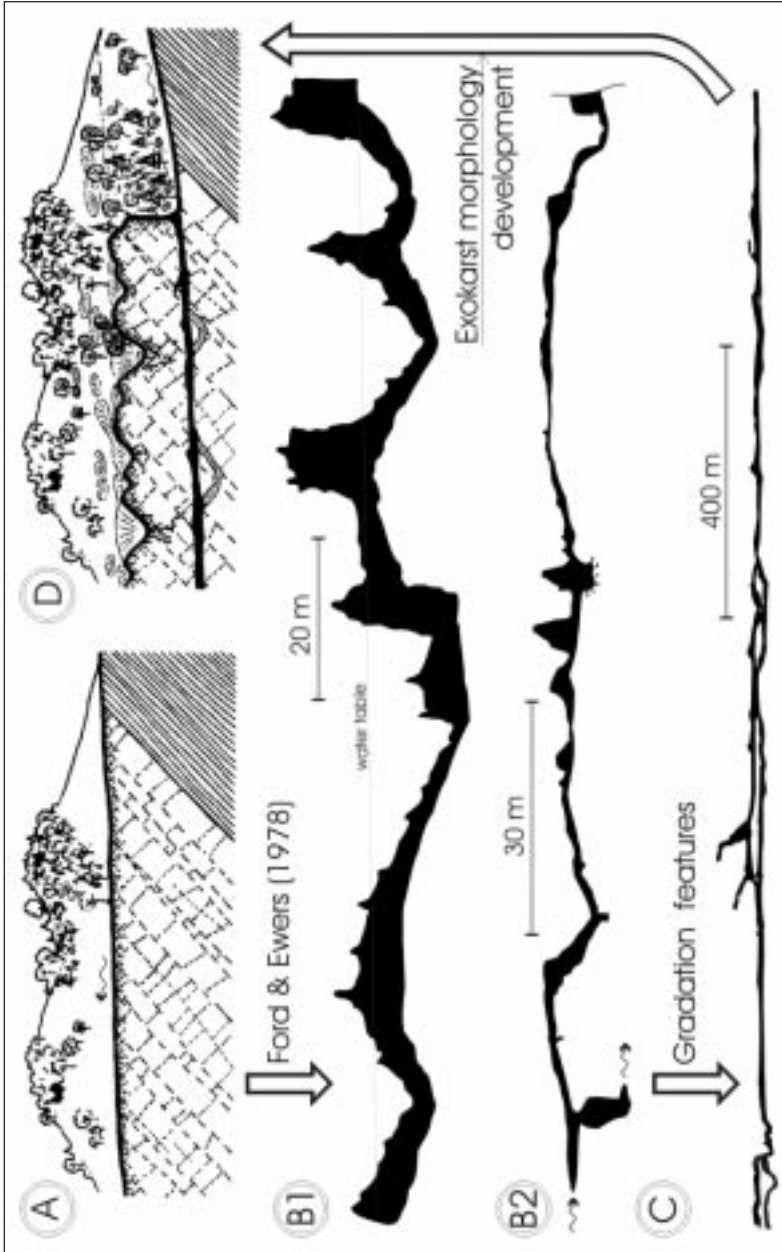 A
D
Ford & Ewers (1978)
B1
water table
20 m
Exokarst morphology
development
B2
30 m
Gradation features
C
400 m